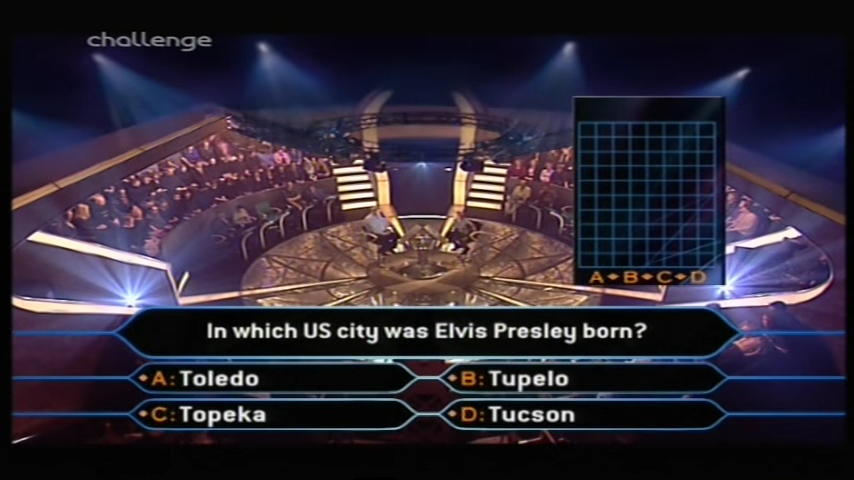 challenge
A B C D
In which US city was Elvis Presley born?
A: Toledo
B: Tupelo
C: Topeka
D: Tucson